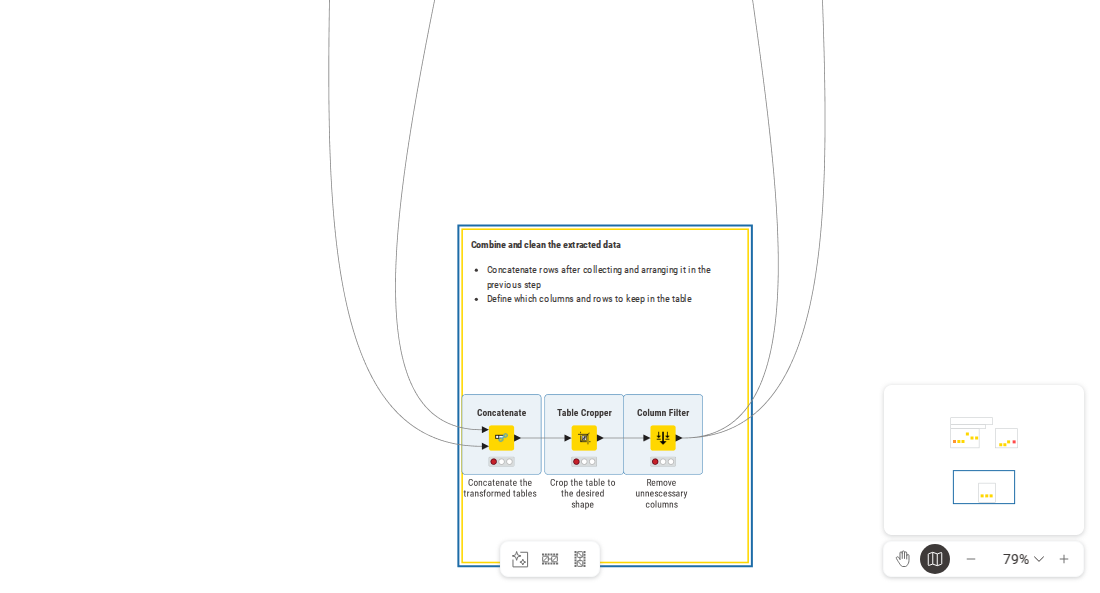 Combine and clean the extracted data
• Concatenate rows after collecting and arranging it in the
previous step
• Define which columns and rows to keep in the table
Concatenate
Table Cropper
Column Filter
Concatenate the
transformed tables
Crop the table to
the desired
shape
Remove
unnescessary
columns
79%